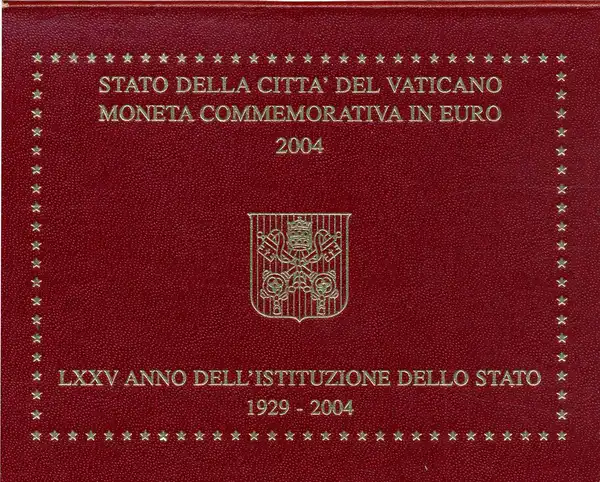 STATO DELLA CITTA' DEL VATICANO
MONETA COMMEMORATIVA IN EURO
2004
LXXV ANNO DELL'ISTITUZIONE DELLO STATO
1929 - 2004